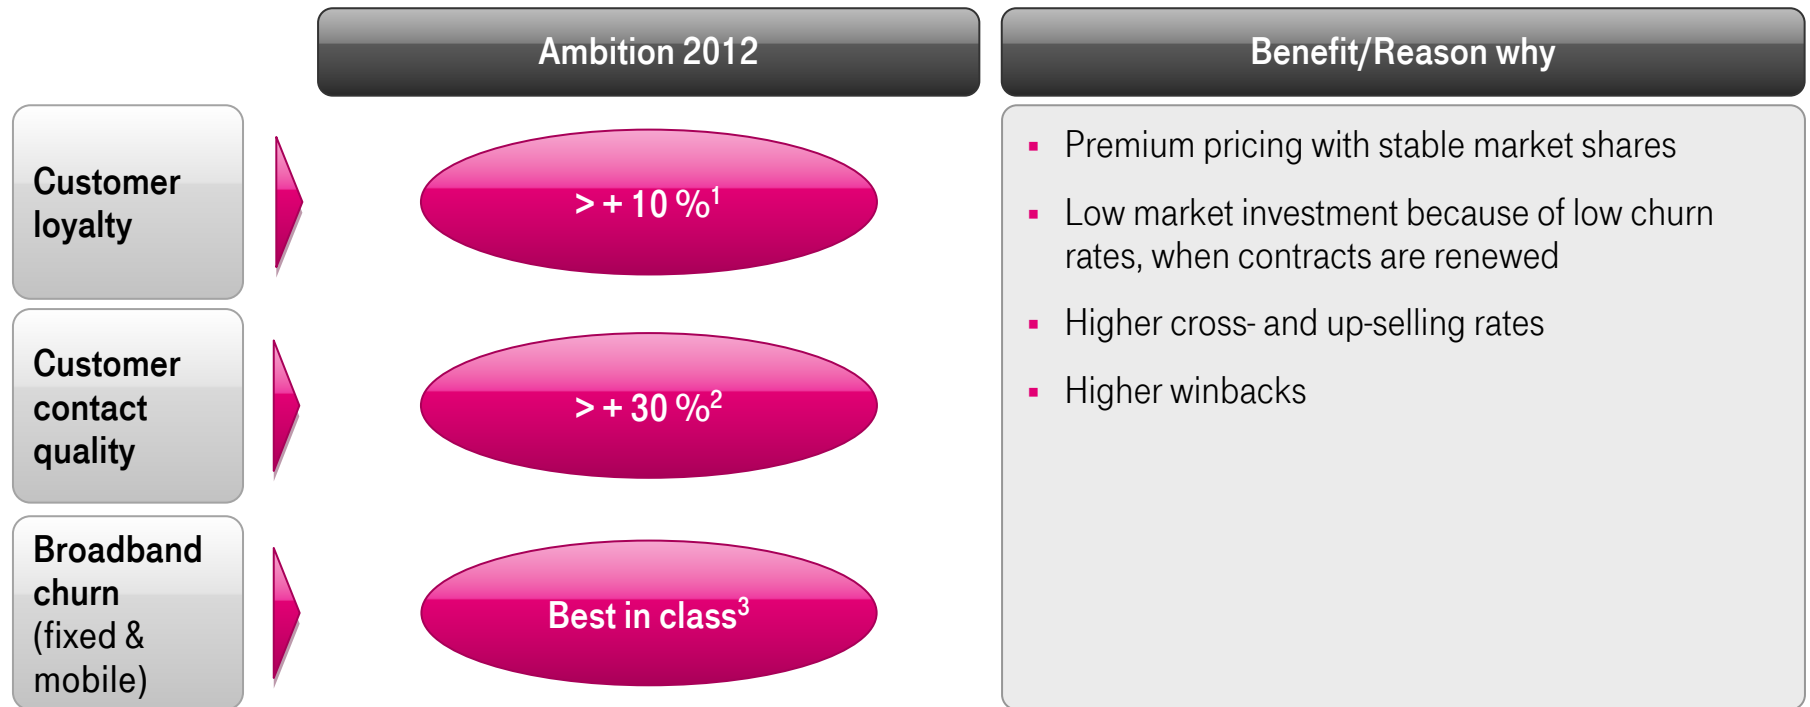 Ambition 2012
Benefit/Reason why
Customer
loyalty
> + 10 %¹
Customer
contact
quality
> + 30 %²
Broadband
churn
(fixed &
mobile)
Best in class³
▪ Premium pricing with stable market shares
▪ Low market investment because of low churn
rates, when contracts are renewed
▪ Higher cross- and up-selling rates
▪ Higher winbacks